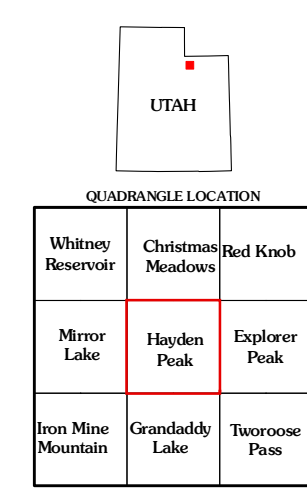 UTAH
QUADRANGLE LOCATION
Whitney
Reservoir
Christmas
Meadows
Red Knob
Mirror
Lake
Hayden
Peak
Explorer
Peak
Iron Mine
Mountain
Grandaddy
Lake
Tworoose
Pass